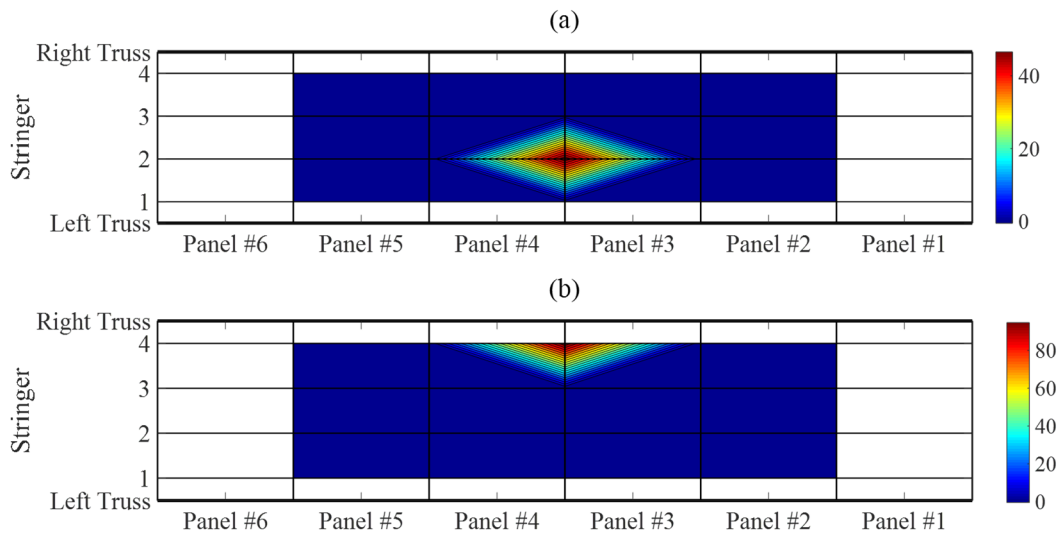 (a)
Right Truss
4
3
2
1
Left Truss
Stringer
Panel #6 Panel #5 Panel #4 Panel #3 Panel #2 Panel #1
40
20
0
(b)
Right Truss
4
3
2
1
Left Truss
Stringer
Panel #6 Panel #5 Panel #4 Panel #3 Panel #2 Panel #1
80
60
40
20
0